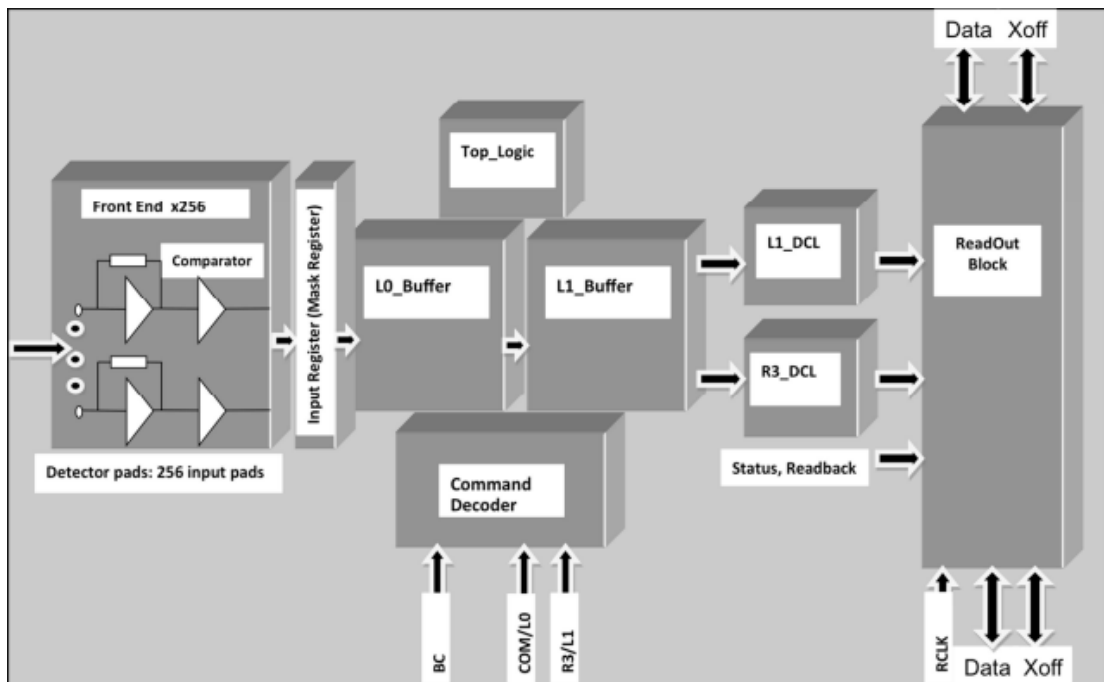 Data Xoff
Top_Logic
Front End x256
Comparator
Input Register (Mask Register)
L0_Buffer
L1_Buffer
L1_DCL
ReadOut
Block
R3_DCL
Detector pads: 256 input pads
Status, Readback
Command
Decoder
BC
COM/L0
R3/L1
RCLK
Data Xoff